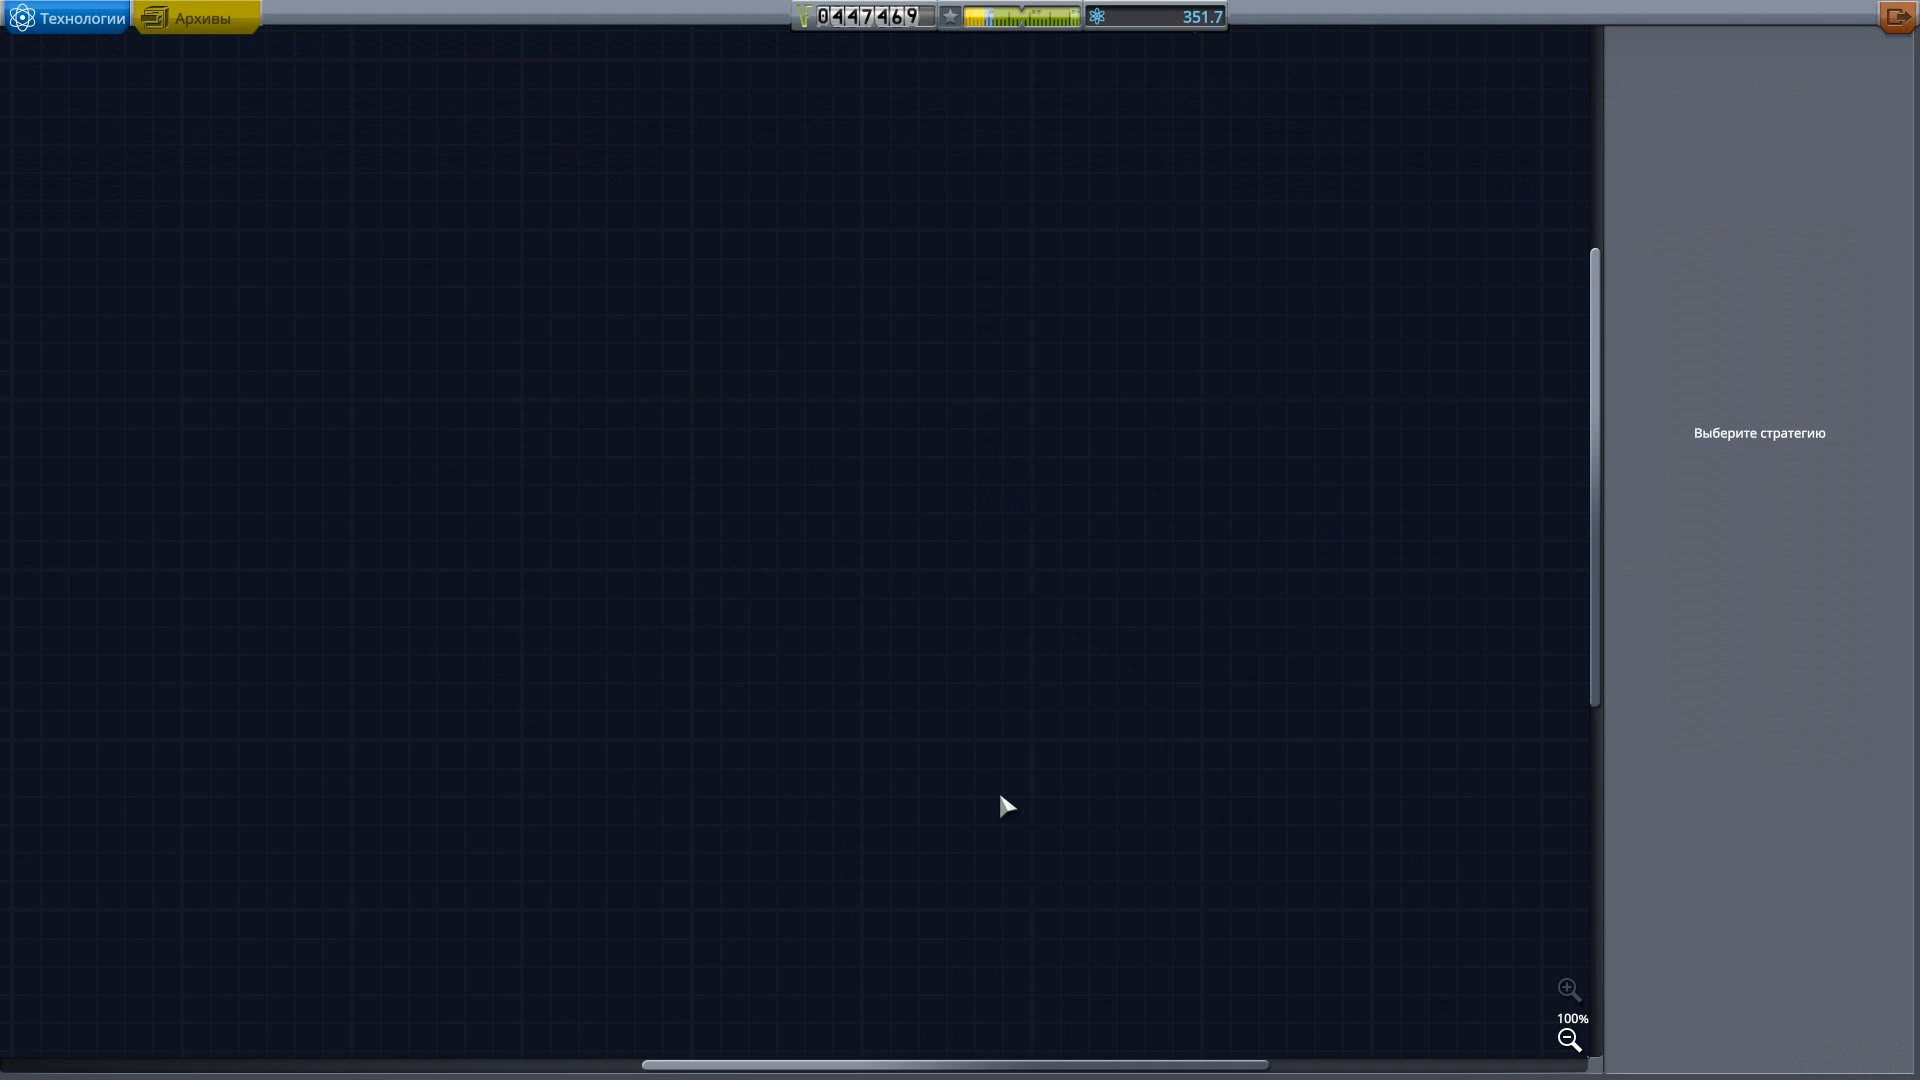 Технологии
Архивы
0447469
351.7
Выберите стратегию
100%